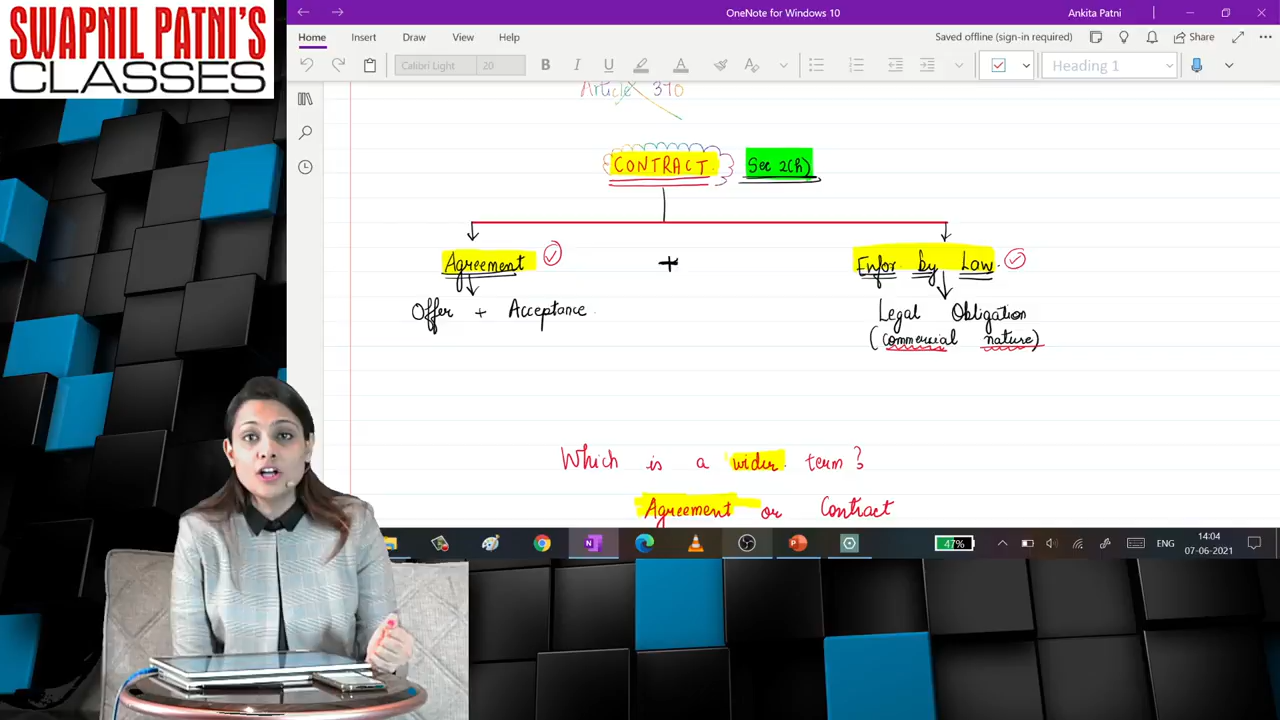 SWAPNIL PATNI'S
CLASSES
OneNote for Windows 10
Ankita Patni
Home Insert Draw View Help
Saved offline (sign-in required)
Share
Calibri Light 20
Heading 1
Article 370
CONTRACT Sec 2(h)
Agreement + Enfor. by Law.
Offer + Acceptance.
Legal Obligation
(commercial nature)
Which is a wider term?
Agreement or Contract
47%
ENG
14:04
07-06-2021